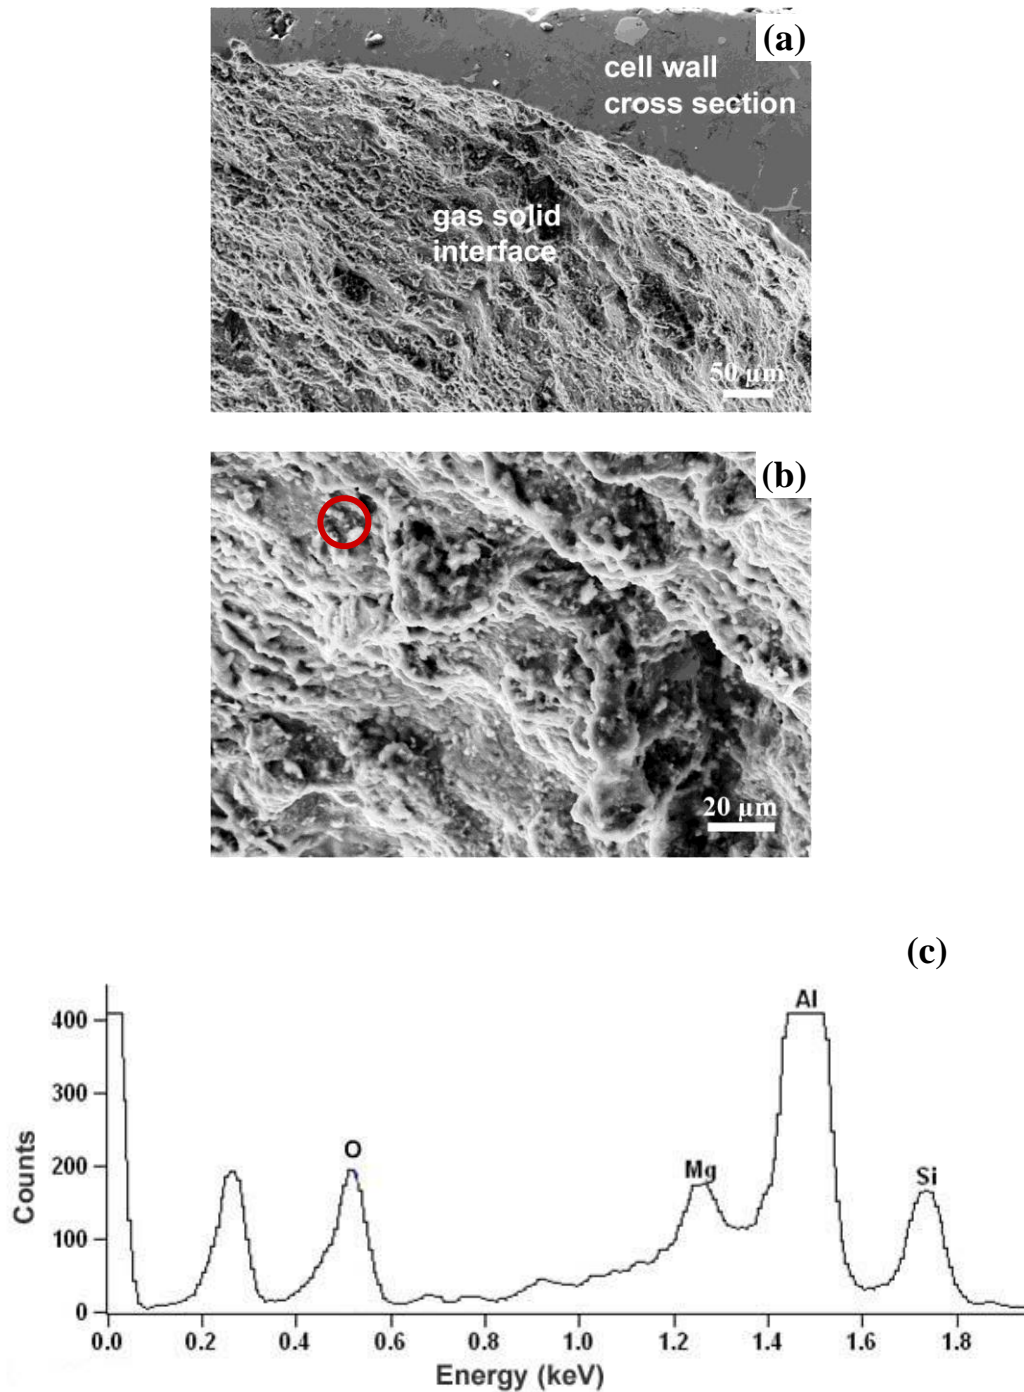 (a)
cell wall
cross section
gas solid
interface
50 µm
(b)
20 µm
(c)
Al
400
300
O
200
Mg
Si
100
0
Counts
0.0 0.2 0.4 0.6 0.8 1.0 1.2 1.4 1.6 1.8
Energy (keV)